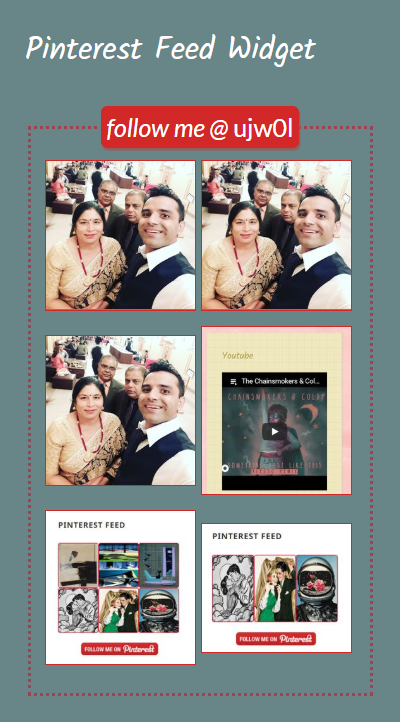 Pinterest Feed Widget
follow me @ ujw0l
Youtube
The Chainsmokers & Col...
CHAINSMOKERS & COLDP
SOMETHING JUST LIKE THIS
PINTEREST FEED
FOLLOW ME ON Pinterest
PINTEREST FEED
FOLLOW ME ON Pinterest